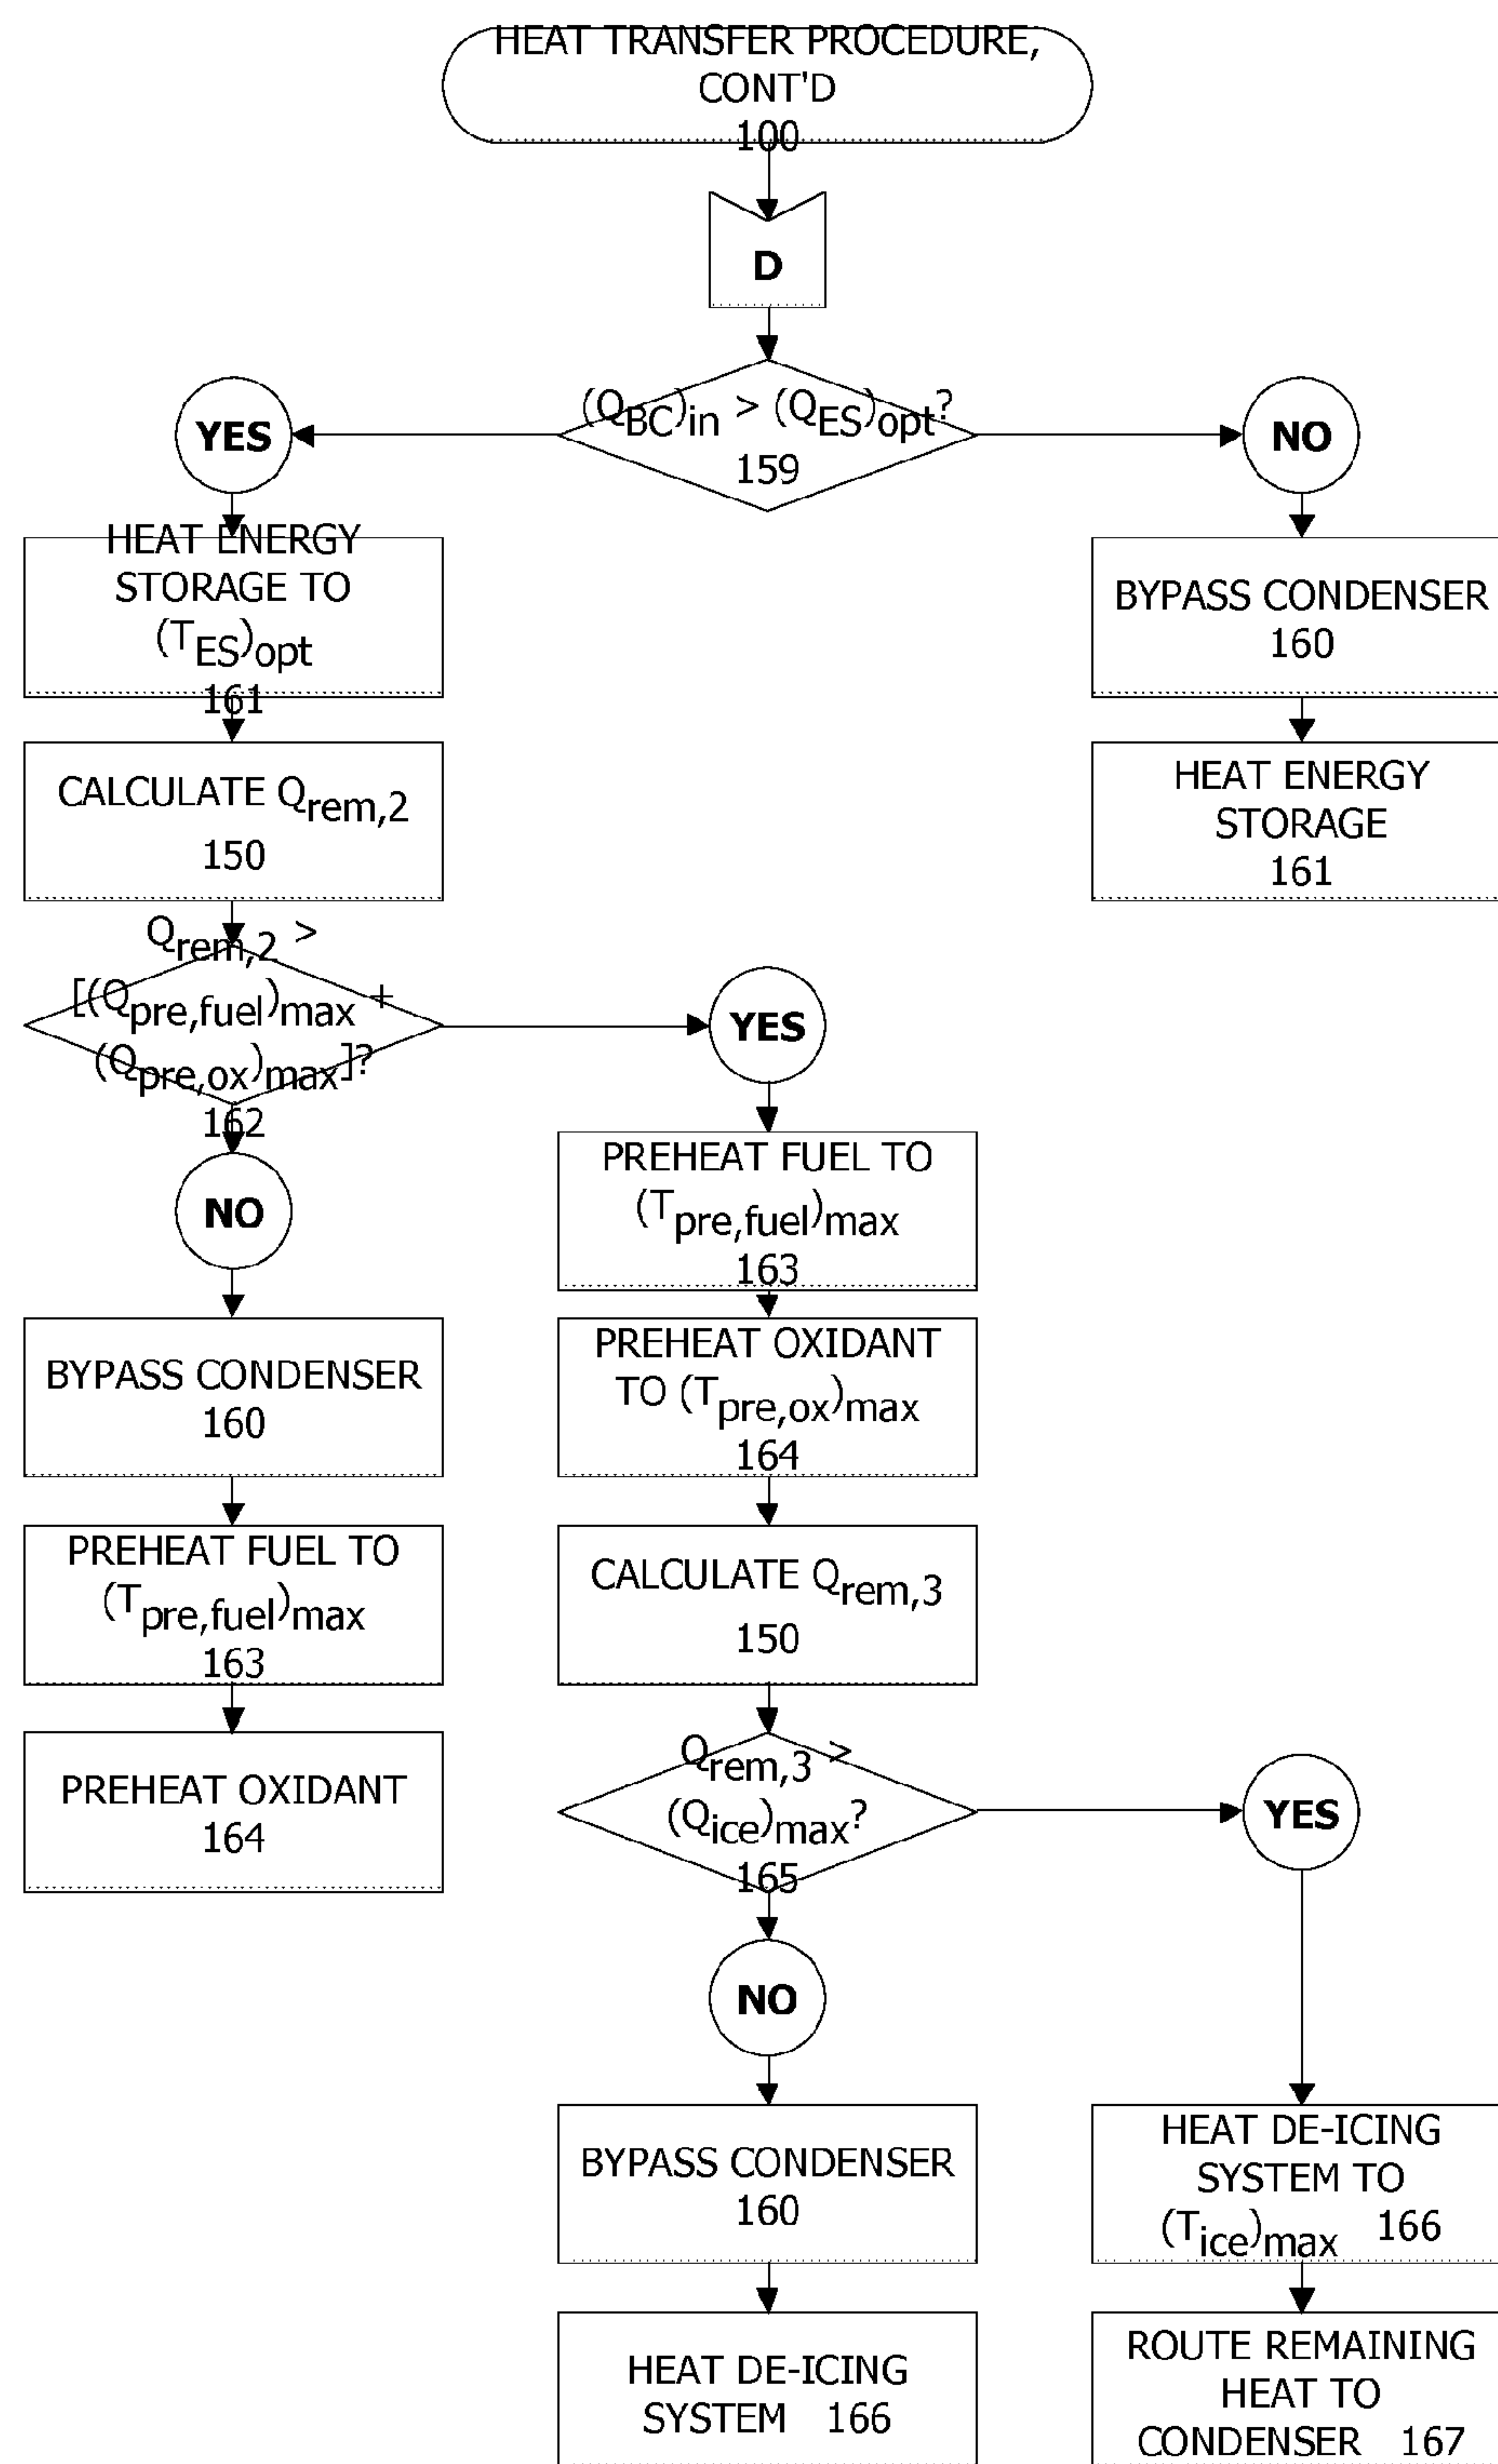 HEAT TRANSFER PROCEDURE,
CONT'D
100
D
(QBC)in > (QES)opt?
159
YES
NO
HEAT ENERGY
STORAGE TO
(TES)opt
161
BYPASS CONDENSER
160
CALCULATE Qrem,2
150
HEAT ENERGY
STORAGE
161
Qrem,2 >
[(Qpre,fuel)max +
(Qpre,ox)max]?
162
YES
NO
PREHEAT FUEL TO
(Tpre,fuel)max
163
BYPASS CONDENSER
160
PREHEAT OXIDANT
TO (Tpre,ox)max
164
PREHEAT FUEL TO
(Tpre,fuel)max
163
CALCULATE Qrem,3
150
PREHEAT OXIDANT
164
Qrem,3 >
(Qice)max?
165
YES
NO
BYPASS CONDENSER
160
HEAT DE-ICING
SYSTEM TO
(Tice)max 166
HEAT DE-ICING
SYSTEM 166
ROUTE REMAINING
HEAT TO
CONDENSER 167